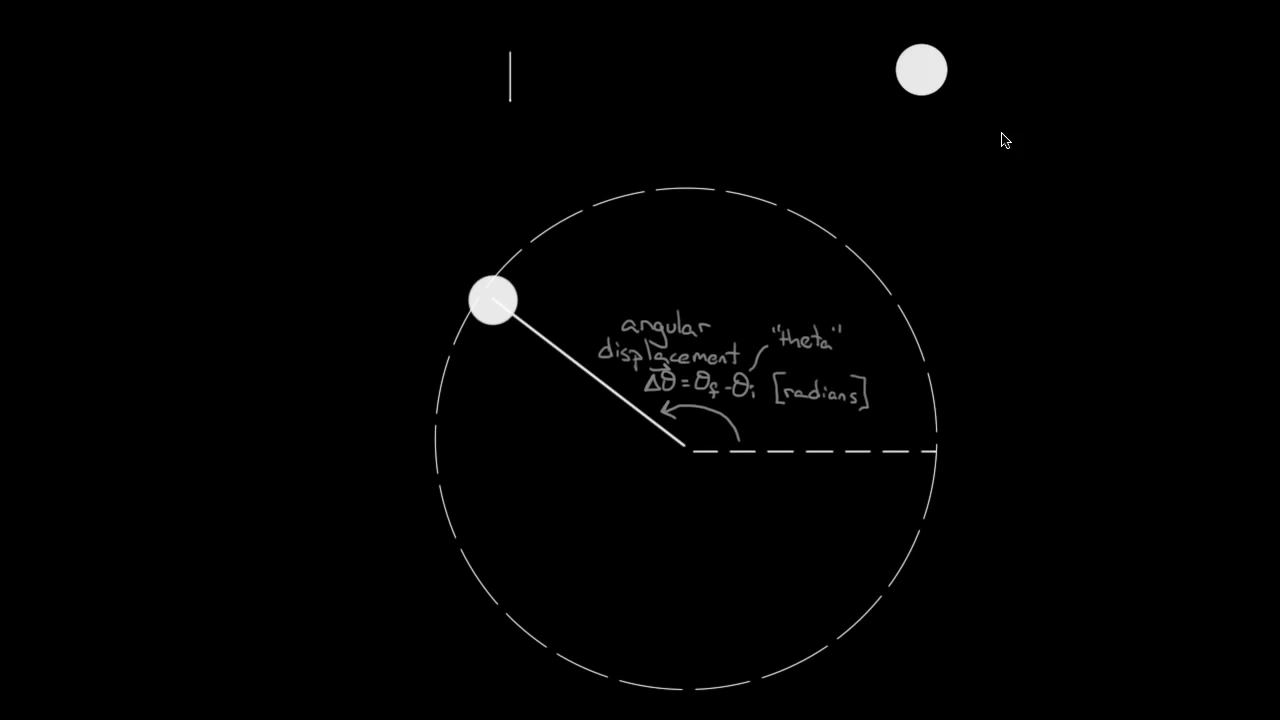 angular
displacement
"theta"
Δθ⃗ = θf - θi [radians]